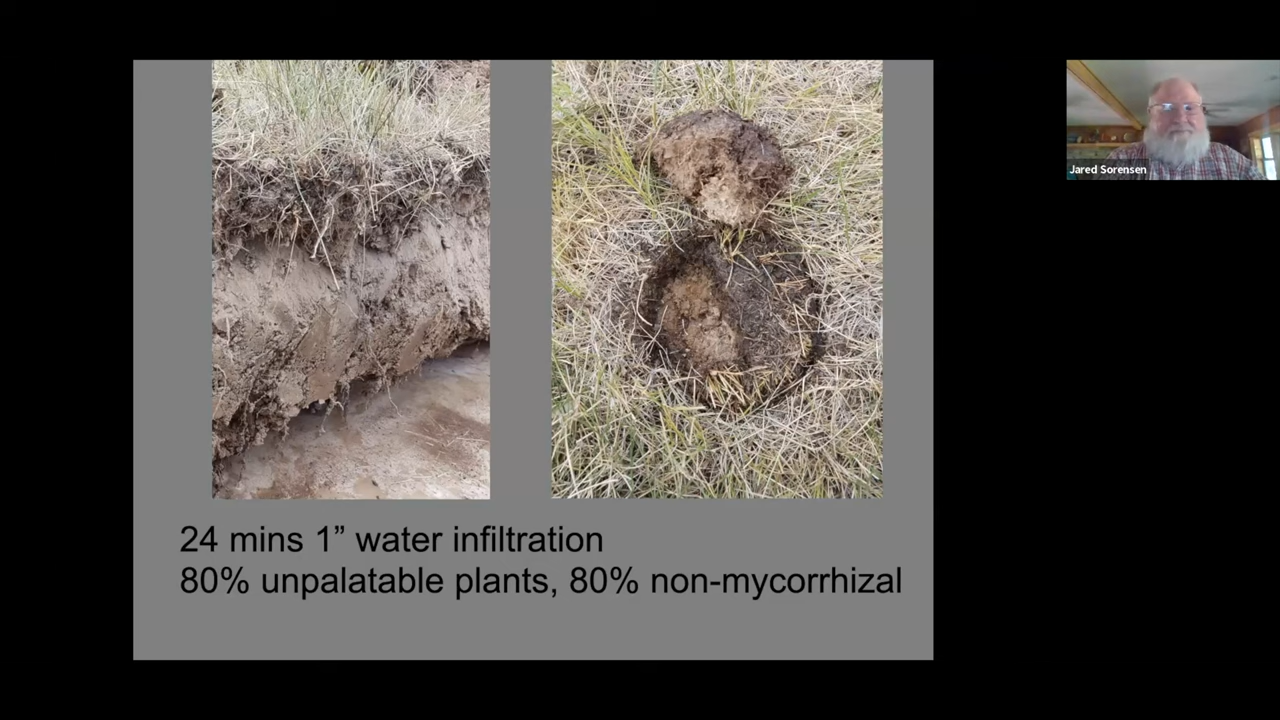 24 mins 1” water infiltration
80% unpalatable plants, 80% non-mycorrhizal
Jared Sorensen